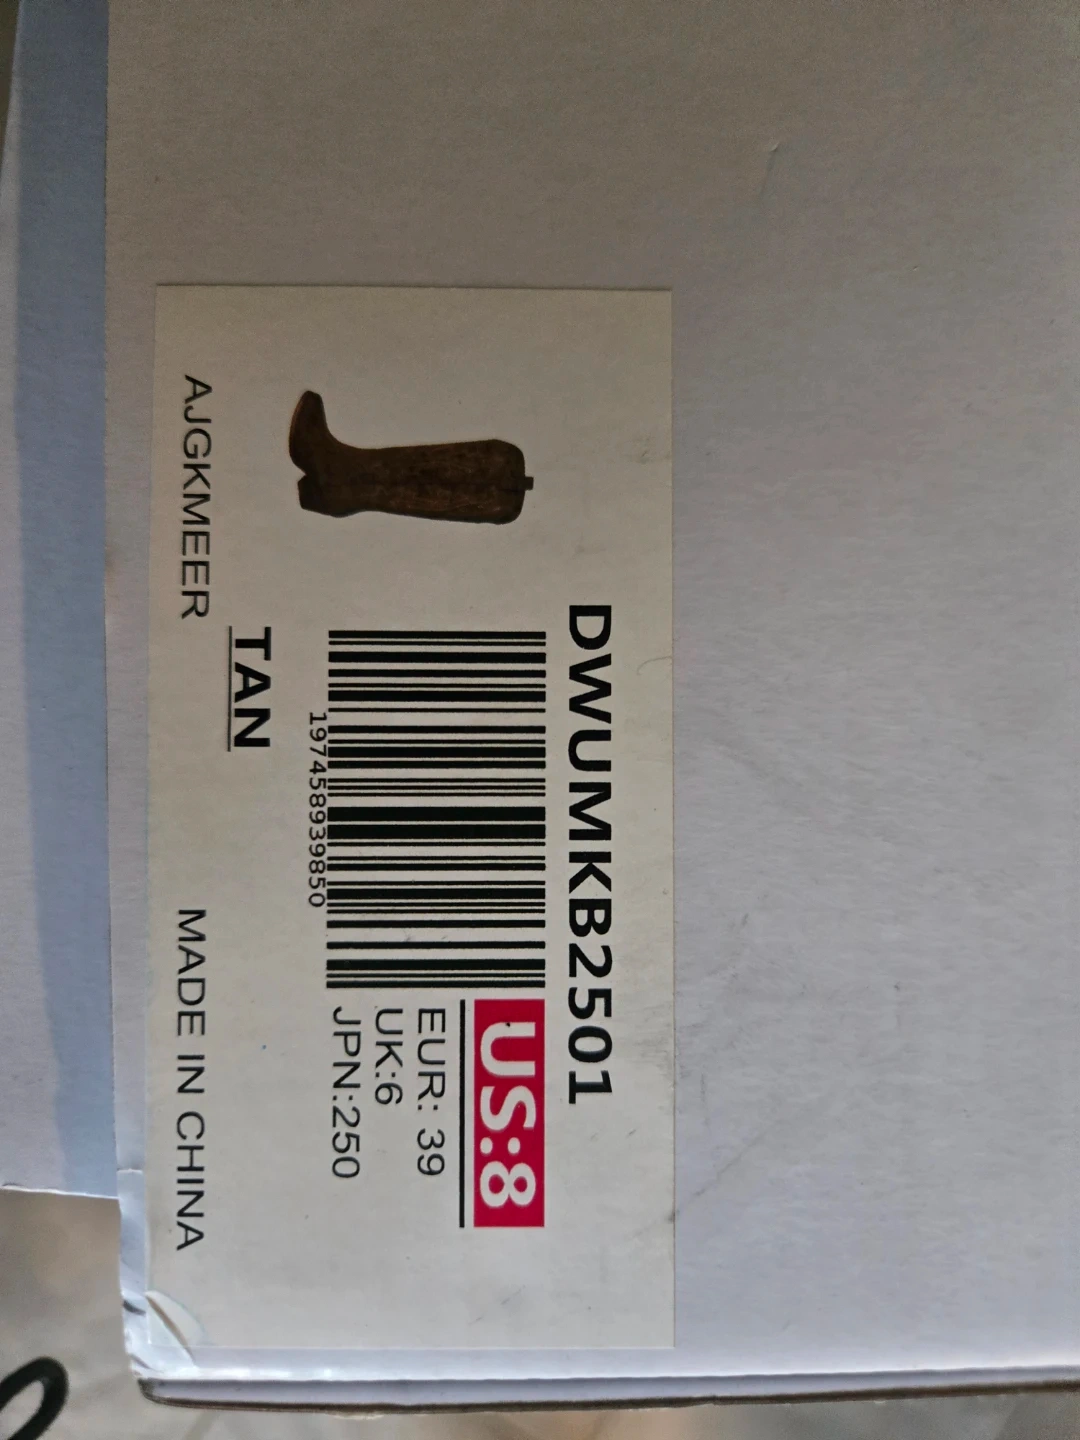 DWUMKB2501
US:8
EUR: 39
UK:6
JPN:250
197458939850
TAN
AJGKMEER
MADE IN CHINA